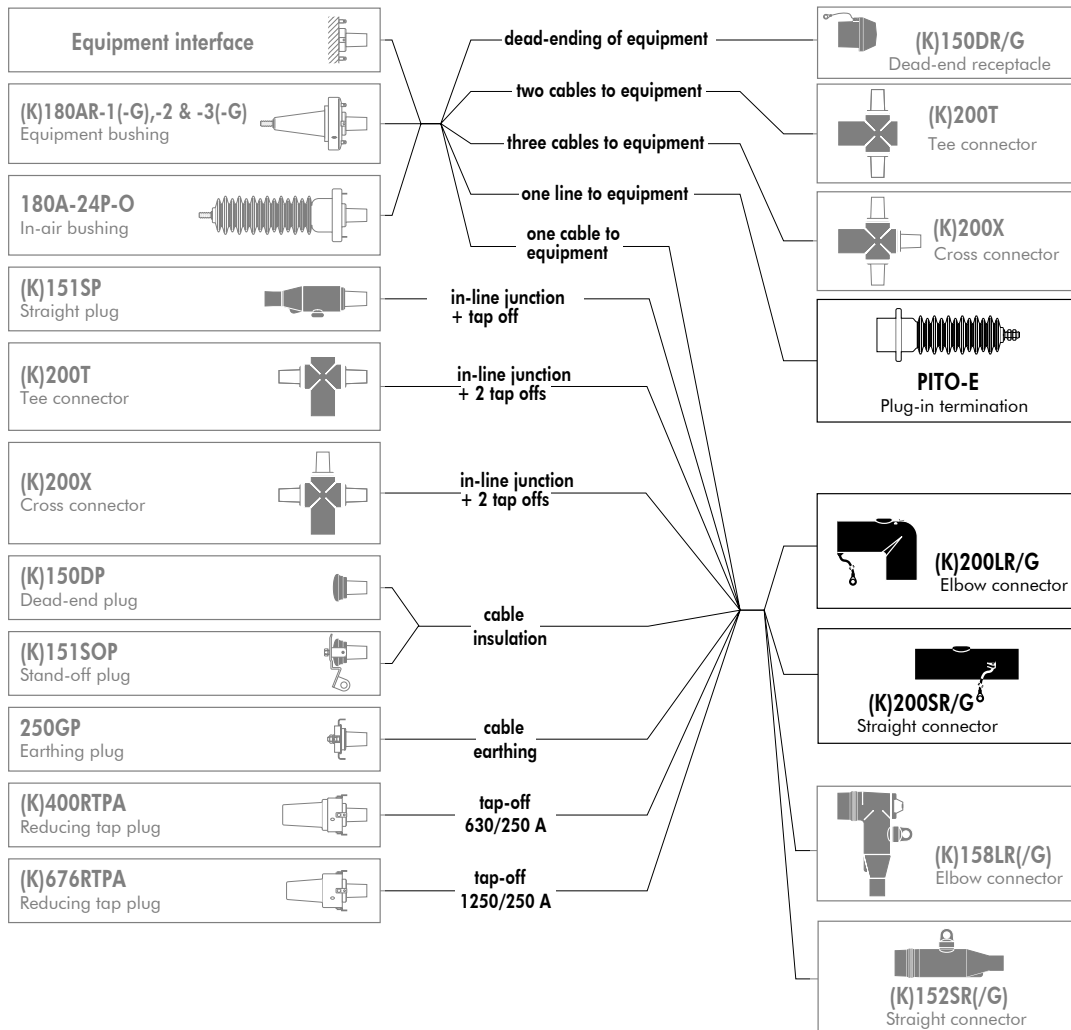 Equipment interface
(K)180AR-1(-G),-2 & -3(-G)
Equipment bushing
180A-24P-O
In-air bushing
(K)151SP
Straight plug
(K)200T
Tee connector
(K)200X
Cross connector
(K)150DP
Dead-end plug
(K)151SOP
Stand-off plug
250GP
Earthing plug
(K)400RTPA
Reducing tap plug
(K)676RTPA
Reducing tap plug
dead-ending of equipment
two cables to equipment
three cables to equipment
one line to equipment
one cable to
equipment
in-line junction
+ tap off
in-line junction
+ 2 tap offs
in-line junction
+ 2 tap offs
cable
insulation
cable
earthing
tap-off
630/250 A
tap-off
1250/250 A
(K)150DR/G
Dead-end receptacle
(K)200T
Tee connector
(K)200X
Cross connector
PITO-E
Plug-in termination
(K)200LR/G
Elbow connector
(K)200SR/G
Straight connector
(K)158LR(/G)
Elbow connector
(K)152SR(/G)
Straight connector